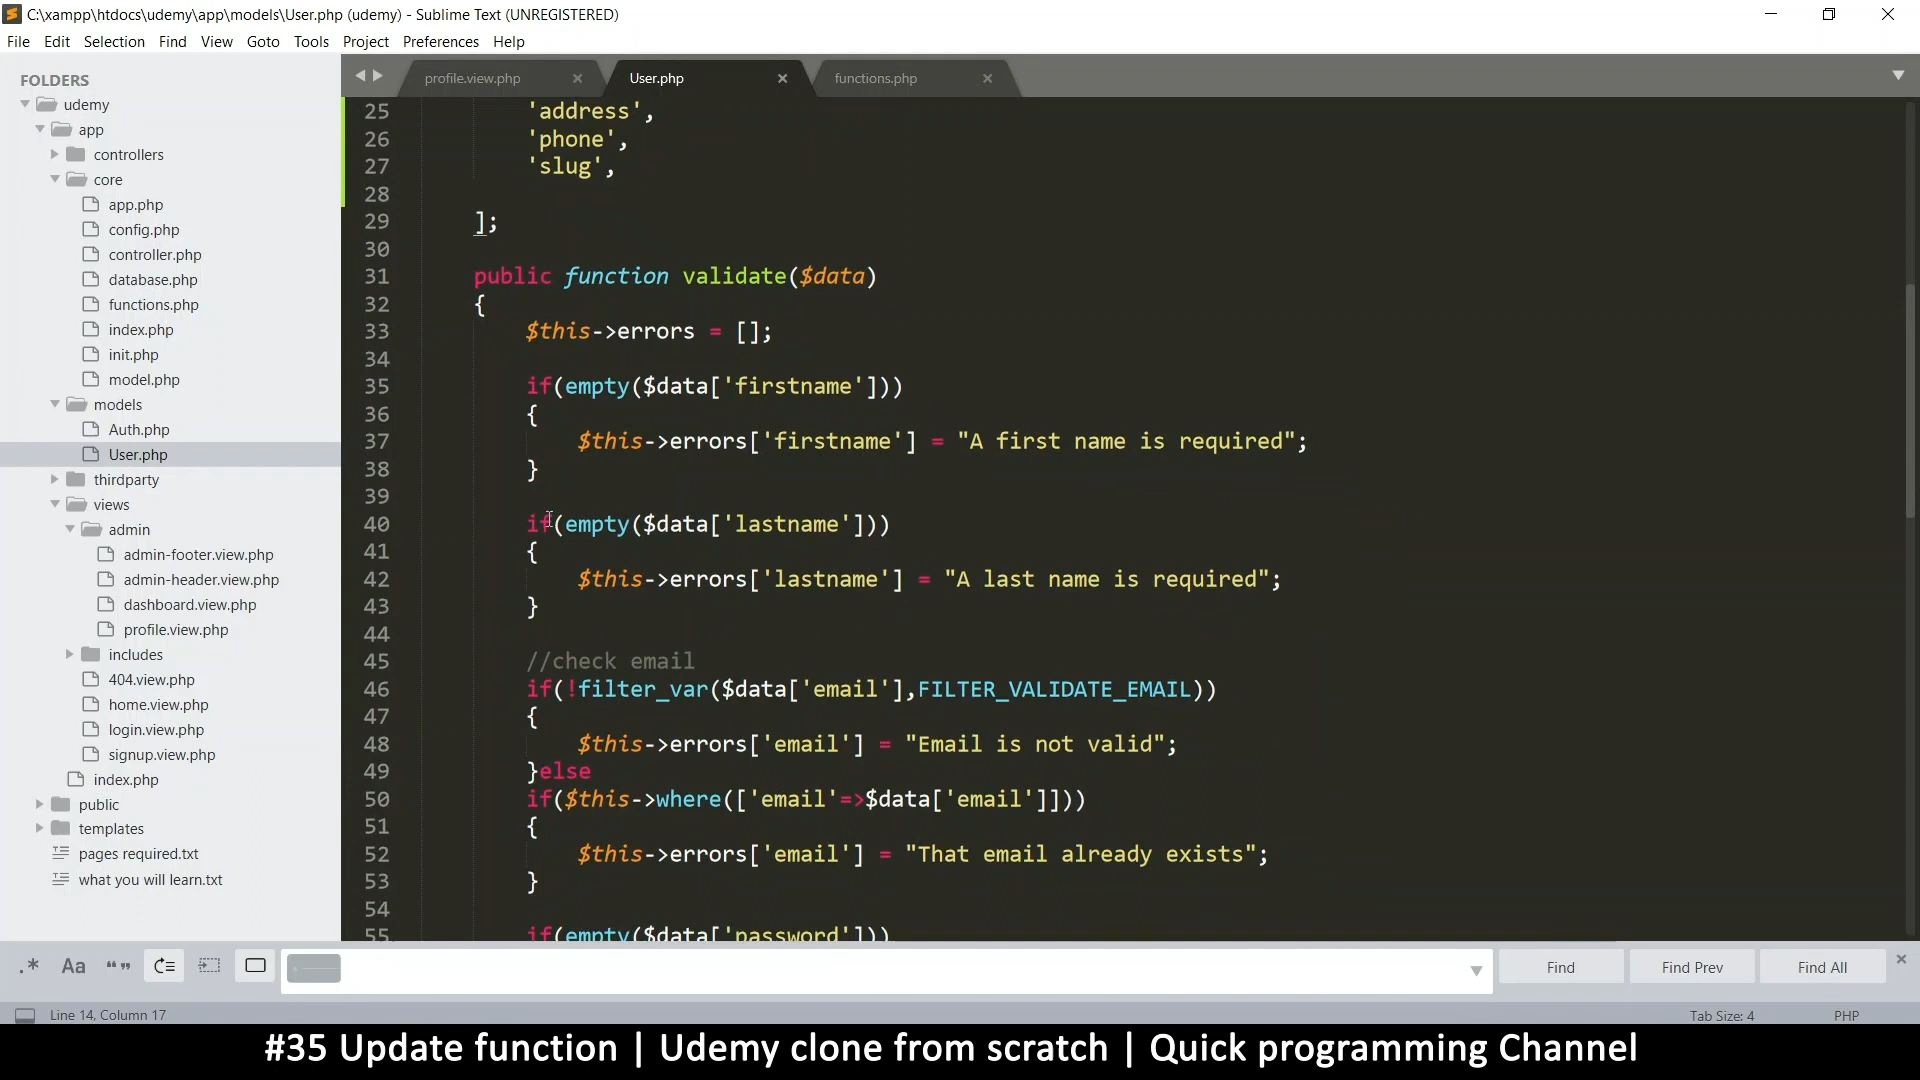 C:\xampp\htdocs\udemy\app\models\User.php (udemy) - Sublime Text (UNREGISTERED)
File Edit Selection Find View Goto Tools Project Preferences Help
FOLDERS
udemy
app
controllers
core
app.php
config.php
controller.php
database.php
functions.php
index.php
init.php
model.php
models
Auth.php
User.php
thirdparty
views
admin
admin-footer.view.php
admin-header.view.php
dashboard.view.php
profile.view.php
includes
404.view.php
home.view.php
login.view.php
signup.view.php
index.php
public
templates
pages required.txt
what you will learn.txt
profile.view.php User.php functions.php
25 'address',
26 'phone',
27 'slug',
28
29 ];
30
31 public function validate($data)
32 {
33 $this->errors = [];
34
35 if(empty($data['firstname']))
36 {
37 $this->errors['firstname'] = "A first name is required";
38 }
39
40 if(empty($data['lastname']))
41 {
42 $this->errors['lastname'] = "A last name is required";
43 }
44
45 //check email
46 if(!filter_var($data['email'],FILTER_VALIDATE_EMAIL))
47 {
48 $this->errors['email'] = "Email is not valid";
49 }else
50 if($this->where(['email'=>$data['email']]))
51 {
52 $this->errors['email'] = "That email already exists";
53 }
54
55 if(empty($data['password']))
.* Aa “” Find Find Prev Find All
Line 14, Column 17 Tab Size: 4 PHP
#35 Update function | Udemy clone from scratch | Quick programming Channel